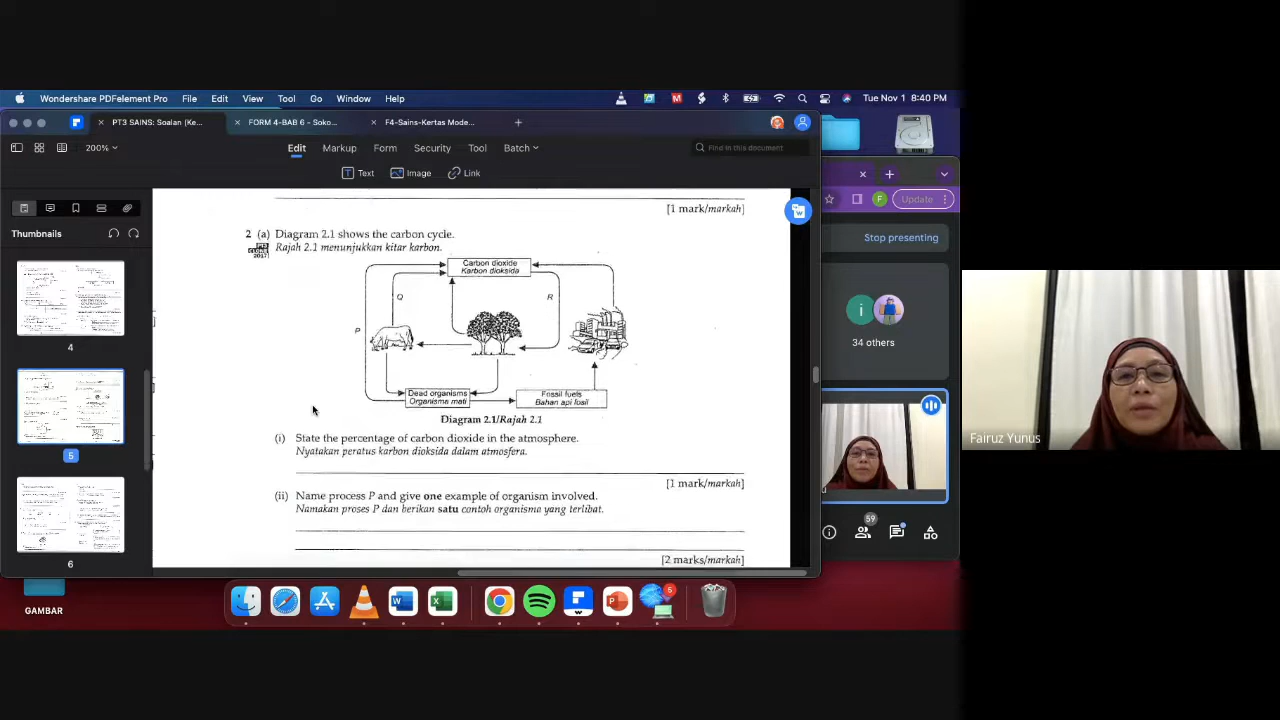 Wondershare PDFelement Pro File Edit View Tool Go Window Help Tue Nov 1 8:40 PM
PT3 SAINS: Soalan (Ke... FORM 4-BAB 6 - Soko... F4-Sains-Kertas Mode...
200% Edit Markup Form Security Tool Batch Find in this document
Text Image Link
Update
Stop presenting
34 others
59
Thumbnails
4
5
6
[1 mark/markah]
2 (a) Diagram 2.1 shows the carbon cycle.
Rajah 2.1 menunjukkan kitar karbon.
PT3
2017
Carbon dioxide
Karbon dioksida
Q
R
P
Dead organisms
Organisma mati
Fossil fuels
Bahan api fosil
Diagram 2.1/Rajah 2.1
(i) State the percentage of carbon dioxide in the atmosphere.
Nyatakan peratus karbon dioksida dalam atmosfera.
[1 mark/markah]
(ii) Name process P and give one example of organism involved.
Namakan proses P dan berikan satu contoh organisma yang terlibat.
[2 marks/markah]
GAMBAR
5
Fairuz Yunus